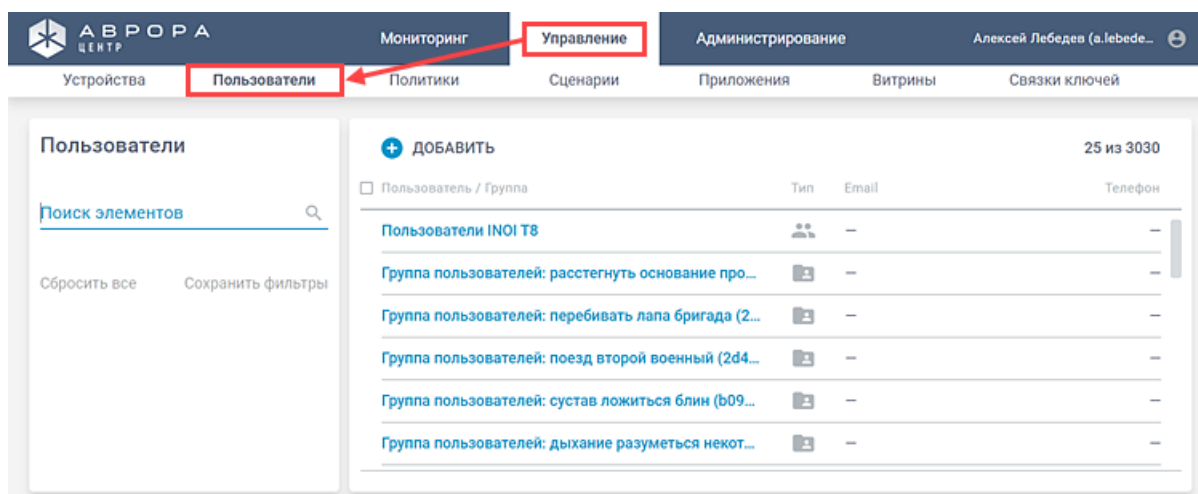 АВРОРА
ЦЕНТР
Мониторинг Управление Администрирование Алексей Лебедев (a.lebede...
Устройства Пользователи Политики Сценарии Приложения Витрины Связки ключей
Пользователи
Поиск элементов
Сбросить все Сохранить фильтры
ДОБАВИТЬ 25 из 3030
Пользователь / Группа Тип Email Телефон
Пользователи INOI T8 — —
Группа пользователей: расстегнуть основание про... — —
Группа пользователей: перебивать лапа бригада (2... — —
Группа пользователей: поезд второй военный (2d4... — —
Группа пользователей: сустав ложиться блин (b09... — —
Группа пользователей: дыхание разуметься некот... — —